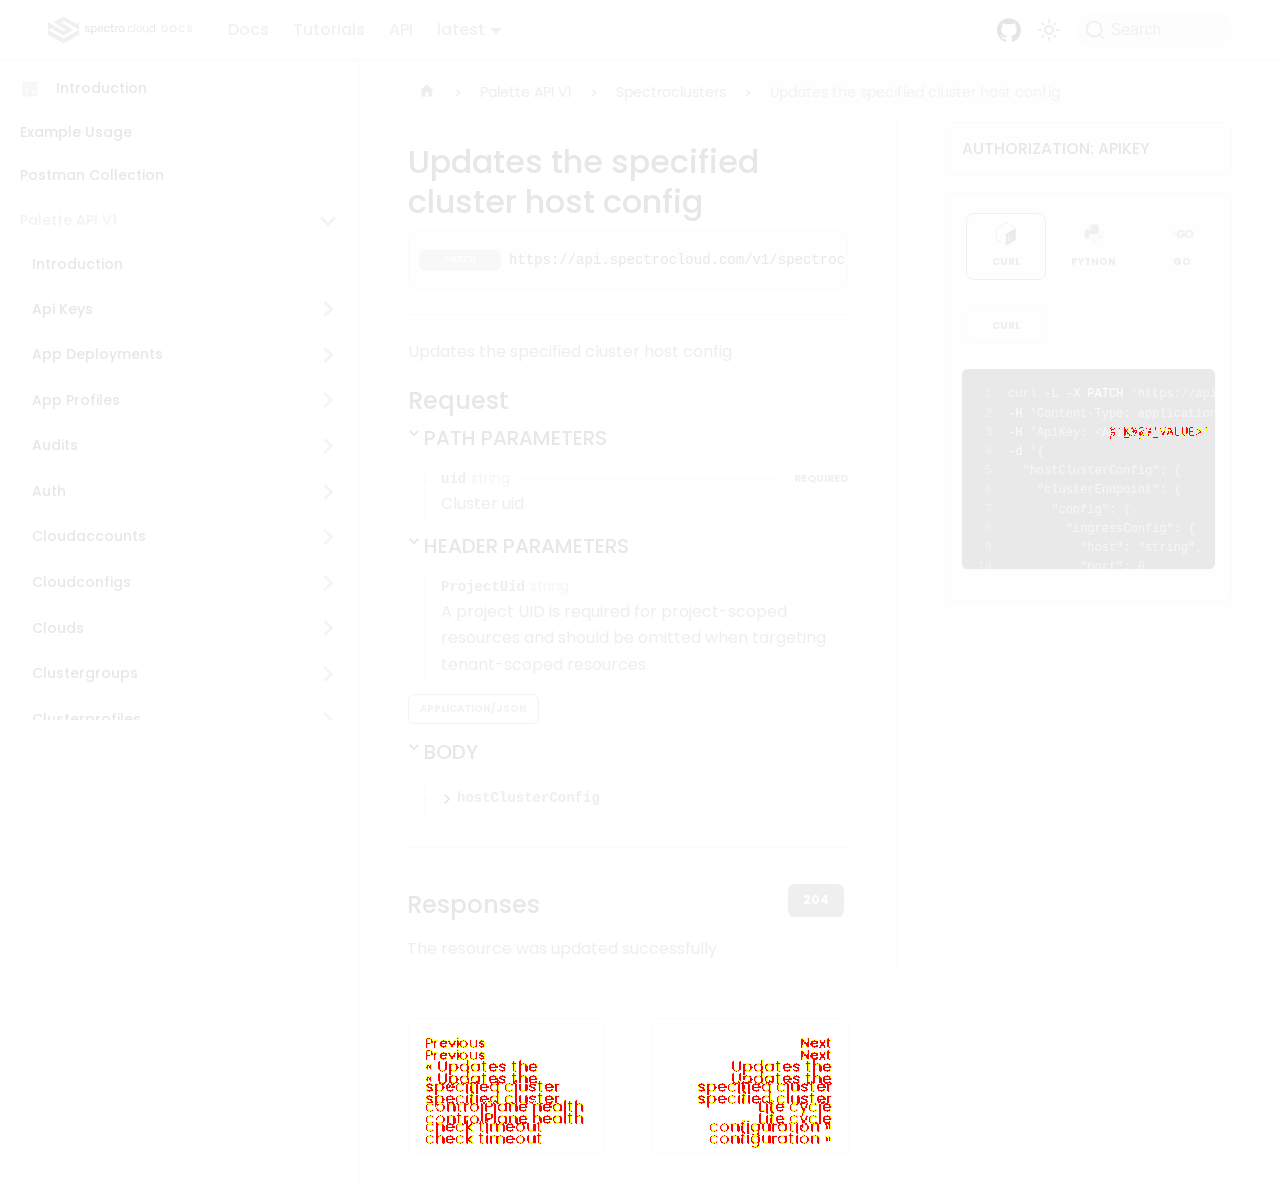 spectro cloud DOCS Docs Tutorials API latest Search
Introduction
Example Usage
Postman Collection
Palette API V1
Introduction
Api Keys
App Deployments
App Profiles
Audits
Auth
Cloudaccounts
Cloudconfigs
Clouds
Clustergroups
Clusterprofiles
Palette API V1 Spectroclusters Updates the specified cluster host config
Updates the specified
cluster host config
PATCH https://api.spectrocloud.com/v1/spectroc
Updates the specified cluster host config
Request
PATH PARAMETERS
uid string REQUIRED
Cluster uid
HEADER PARAMETERS
ProjectUid string
A project UID is required for project-scoped
resources and should be omitted when targeting
tenant-scoped resources
APPLICATION/JSON
BODY
hostClusterConfig
Responses 204
The resource was updated successfully
Previous
« Updates the
specified cluster
controlPlane health
check timeout
Next
Updates the
specified cluster
Life cycle
configuration »
AUTHORIZATION: APIKEY
CURL PYTHON GO
CURL
1 curl -L -X PATCH 'https://api
2 -H 'Content-Type: application
3 -H 'ApiKey: <A
4 -d '{
5 "hostClusterConfig": {
6 "clusterEndpoint": {
7 "config": {
8 "ingressConfig": {
9 "host": "string",
10 "port": 0